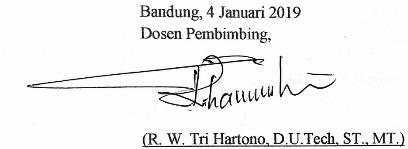 Bandung, 4 Januari 2019
Dosen Pembimbing,
(R. W. Tri Hartono, D.U.Tech, ST., MT.)